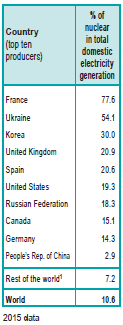 Country
(top ten
producers)
% of
nuclear
in total
domestic
electricity
generation
France 77.6
Ukraine 54.1
Korea 30.0
United Kingdom 20.9
Spain 20.6
United States 19.3
Russian Federation 18.3
Canada 15.1
Germany 14.3
People's Rep. of China 2.9
Rest of the world¹ 7.2
World 10.6
2015 data